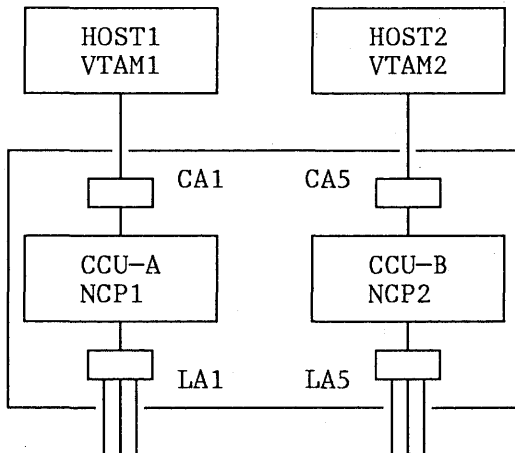 HOST1
VTAM1
HOST2
VTAM2
CA1
CA5
CCU-A
NCP1
CCU-B
NCP2
LA1
LA5